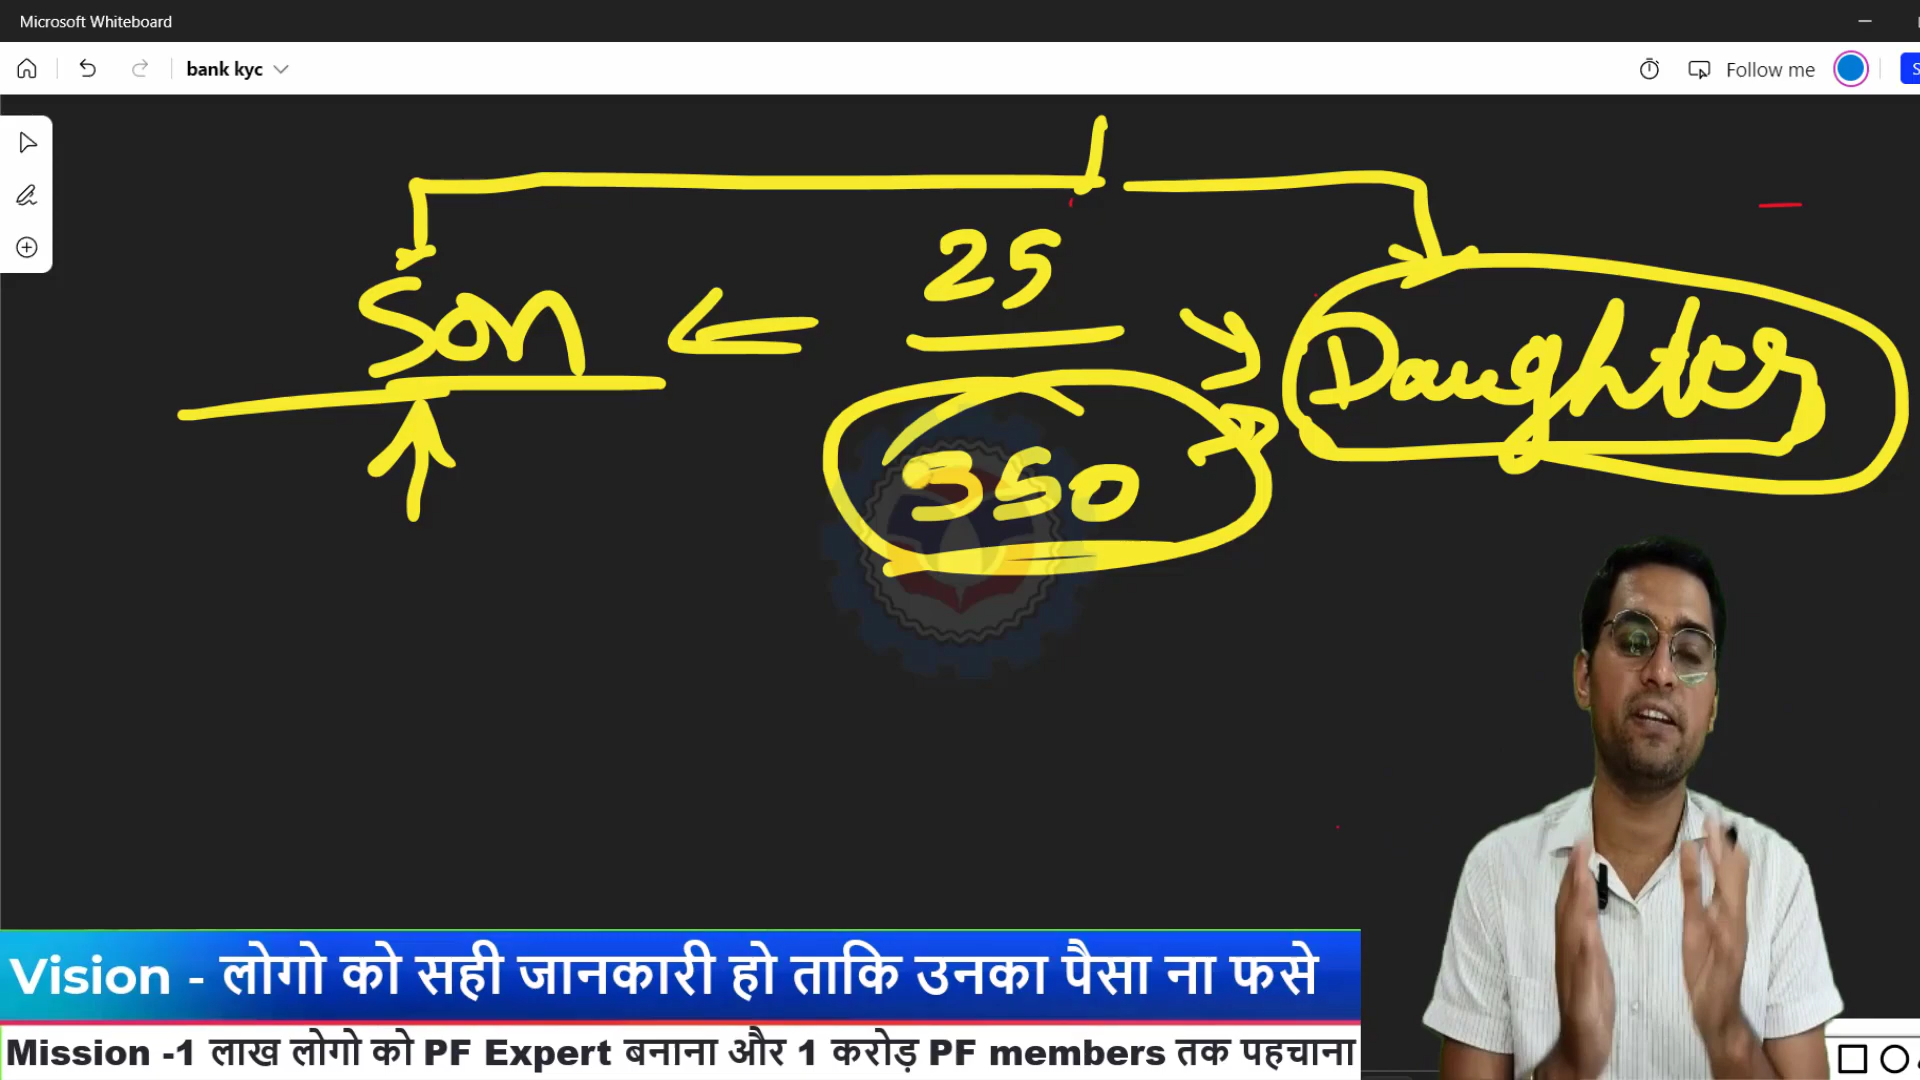 Microsoft Whiteboard
bank kyc
Follow me
25
Son
Daughter
350
Vision - लोगो को सही जानकारी हो ताकि उनका पैसा ना फसे
Mission -1 लाख लोगो को PF Expert बनाना और 1 करोड़ PF members तक पहचाना